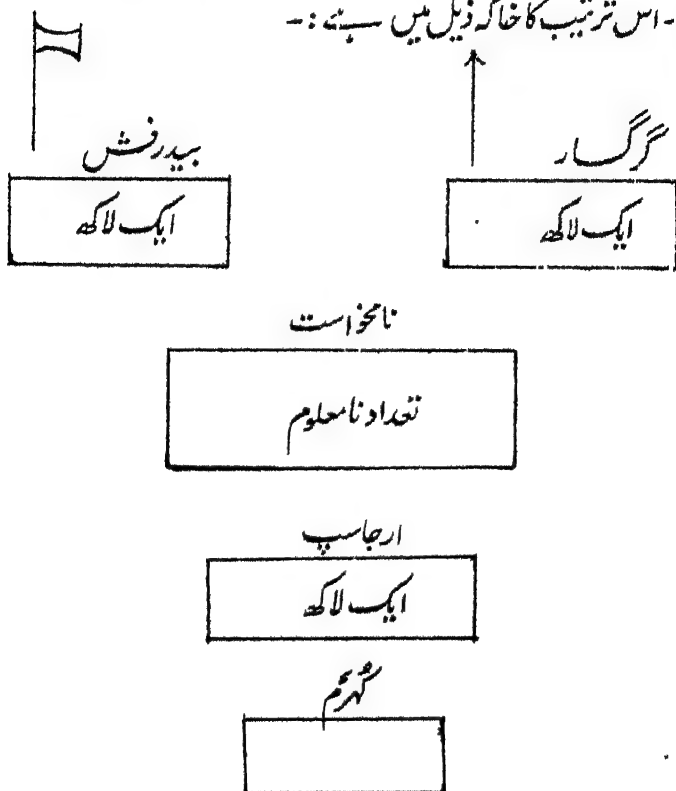 -اس ترتیب کا خاکہ ذیل میں ہے :-
گرگسار بیدرفش
ایک لاکھ ایک لاکھ
نامخواست
تعداد نامعلوم
ارجاسپ
ایک لاکھ
کُہرُم